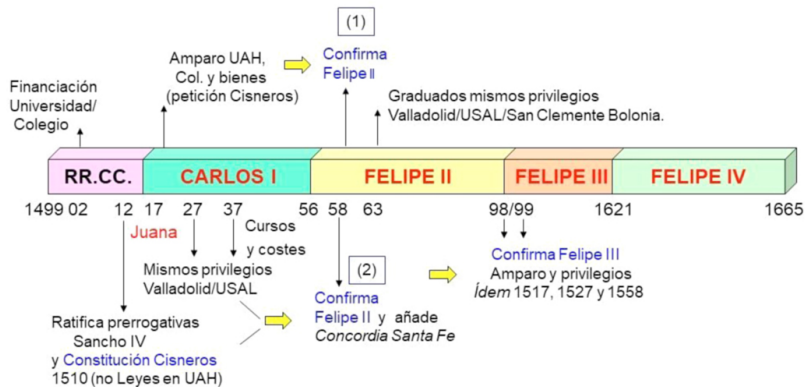 (1)
Amparo UAH,
Col. y bienes
(petición Cisneros)
Confirma
Felipe II
Financiación
Universidad/
Colegio
Graduados mismos privilegios
Valladolid/USAL/San Clemente Bolonia.
RR.CC.
CARLOS I
FELIPE II
FELIPE III
FELIPE IV
1499 02 12 17 27 37 56 58 63 98/99 1621 1665
Juana
Cursos
y costes
Mismos privilegios
Valladolid/USAL
(2)
Confirma
Felipe II y añade
Concordia Santa Fe
Confirma Felipe III
Amparo y privilegios
Ídem 1517, 1527 y 1558
Ratifica prerrogativas
Sancho IV
y Constitución Cisneros
1510 (no Leyes en UAH)